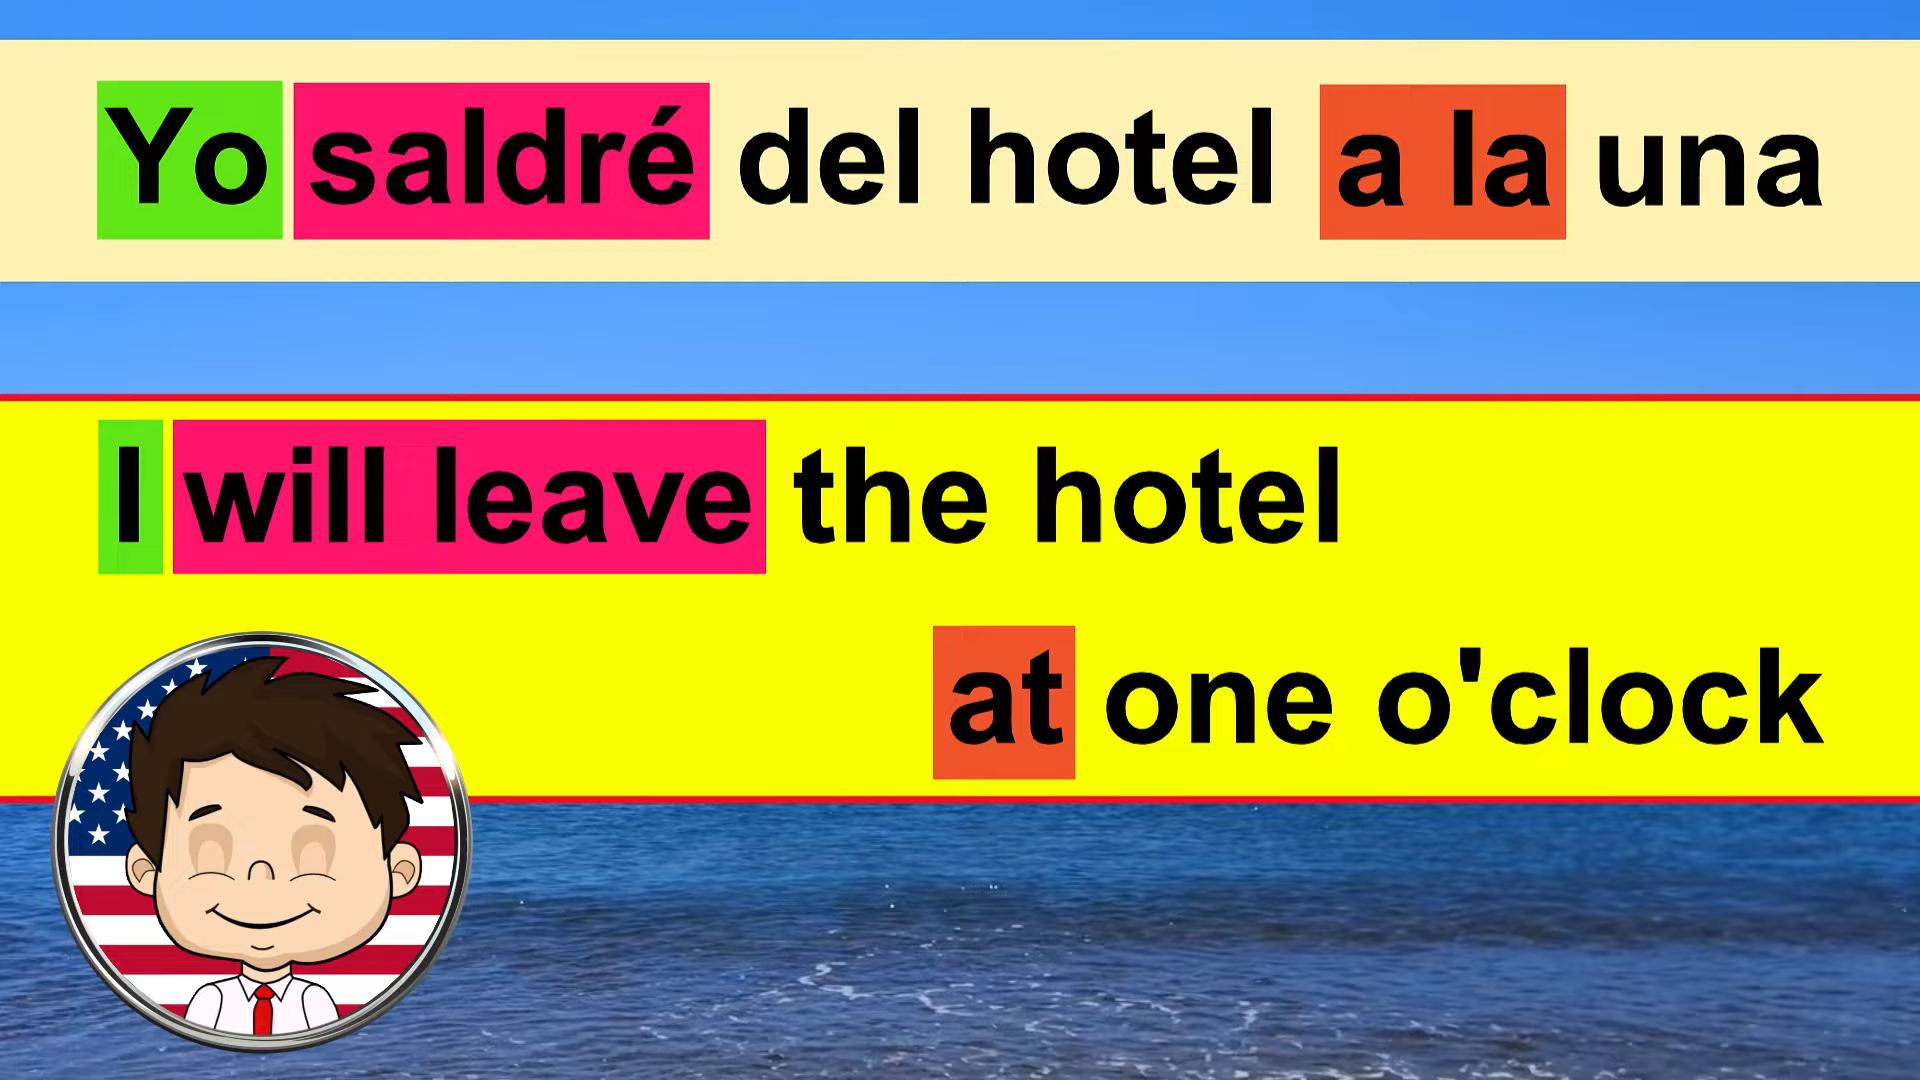 Yo saldré del hotel a la una
I will leave the hotel
at one o'clock